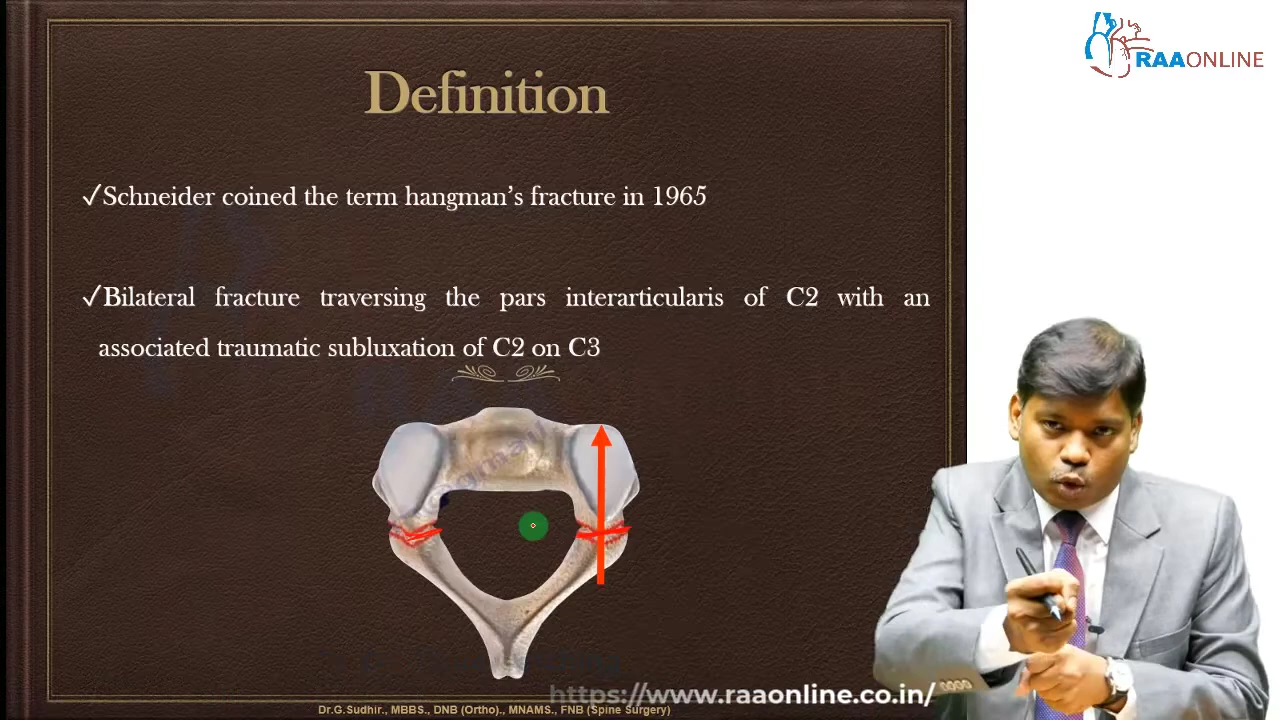 RAAONLINE
Definition
✓Schneider coined the term hangman's fracture in 1965
✓Bilateral fracture traversing the pars interarticularis of C2 with an
associated traumatic subluxation of C2 on C3
https://www.raaonline.co.in/
Dr.G.Sudhir., MBBS., DNB (Ortho)., MNAMS., FNB (Spine Surgery)